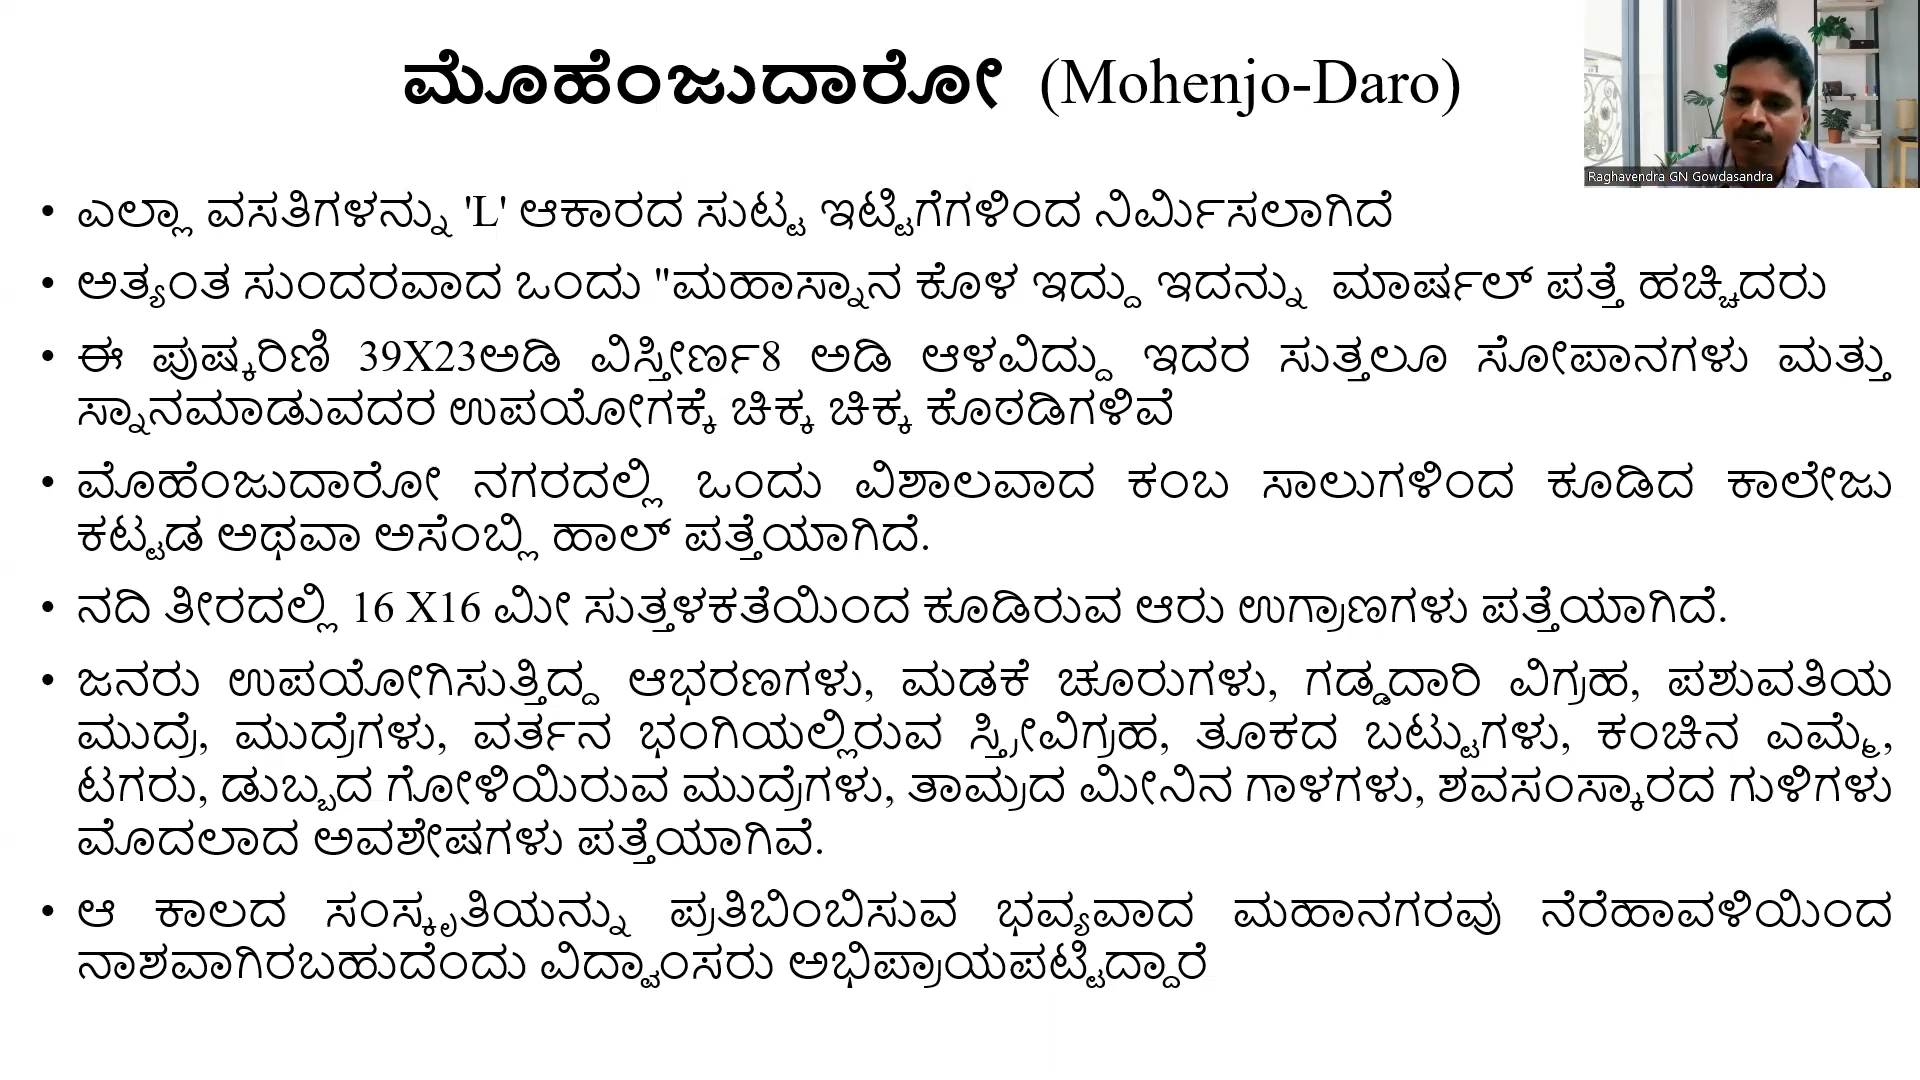 ಮೊಹೆಂಜುದಾರೋ (Mohenjo-Daro)
Raghavendra GN Gowdasandra
• ಎಲ್ಲಾ ವಸತಿಗಳನ್ನು 'L' ಆಕಾರದ ಸುಟ್ಟ ಇಟ್ಟಿಗೆಗಳಿಂದ ನಿರ್ಮಿಸಲಾಗಿದೆ
• ಅತ್ಯಂತ ಸುಂದರವಾದ ಒಂದು "ಮಹಾಸ್ನಾನ ಕೊಳ ಇದ್ದು ಇದನ್ನು ಮಾರ್ಷಲ್ ಪತ್ತೆ ಹಚ್ಚಿದರು
• ಈ ಪುಷ್ಕರಿಣಿ 39X23ಅಡಿ ವಿಸ್ತೀರ್ಣ8 ಅಡಿ ಆಳವಿದ್ದು ಇದರ ಸುತ್ತಲೂ ಸೋಪಾನಗಳು ಮತ್ತು
ಸ್ನಾನಮಾಡುವದರ ಉಪಯೋಗಕ್ಕೆ ಚಿಕ್ಕ ಚಿಕ್ಕ ಕೊಠಡಿಗಳಿವೆ
• ಮೊಹೆಂಜುದಾರೋ ನಗರದಲ್ಲಿ ಒಂದು ವಿಶಾಲವಾದ ಕಂಬ ಸಾಲುಗಳಿಂದ ಕೂಡಿದ ಕಾಲೇಜು
ಕಟ್ಟಡ ಅಥವಾ ಅಸೆಂಬ್ಲಿ ಹಾಲ್ ಪತ್ತೆಯಾಗಿದೆ.
• ನದಿ ತೀರದಲ್ಲಿ 16 X16 ಮೀ ಸುತ್ತಳಕತೆಯಿಂದ ಕೂಡಿರುವ ಆರು ಉಗ್ರಾಣಗಳು ಪತ್ತೆಯಾಗಿದೆ.
• ಜನರು ಉಪಯೋಗಿಸುತ್ತಿದ್ದ ಆಭರಣಗಳು, ಮಡಕೆ ಚೂರುಗಳು, ಗಡ್ಡದಾರಿ ವಿಗ್ರಹ, ಪಶುವತಿಯ
ಮುದ್ರೆ, ಮುದ್ರೆಗಳು, ವರ್ತನ ಭಂಗಿಯಲ್ಲಿರುವ ಸ್ತ್ರೀವಿಗ್ರಹ, ತೂಕದ ಬಟ್ಟುಗಳು, ಕಂಚಿನ ಎಮ್ಮೆ,
ಟಗರು, ಡುಬ್ಬದ ಗೋಳಿಯಿರುವ ಮುದ್ರೆಗಳು, ತಾಮ್ರದ ಮೀನಿನ ಗಾಳಗಳು, ಶವಸಂಸ್ಕಾರದ ಗುಳಿಗಳು
ಮೊದಲಾದ ಅವಶೇಷಗಳು ಪತ್ತೆಯಾಗಿವೆ.
• ಆ ಕಾಲದ ಸಂಸ್ಕೃತಿಯನ್ನು ಪ್ರತಿಬಿಂಬಿಸುವ ಭವ್ಯವಾದ ಮಹಾನಗರವು ನೆರೆಹಾವಳಿಯಿಂದ
ನಾಶವಾಗಿರಬಹುದೆಂದು ವಿದ್ವಾಂಸರು ಅಭಿಪ್ರಾಯಪಟ್ಟಿದ್ದಾರೆ